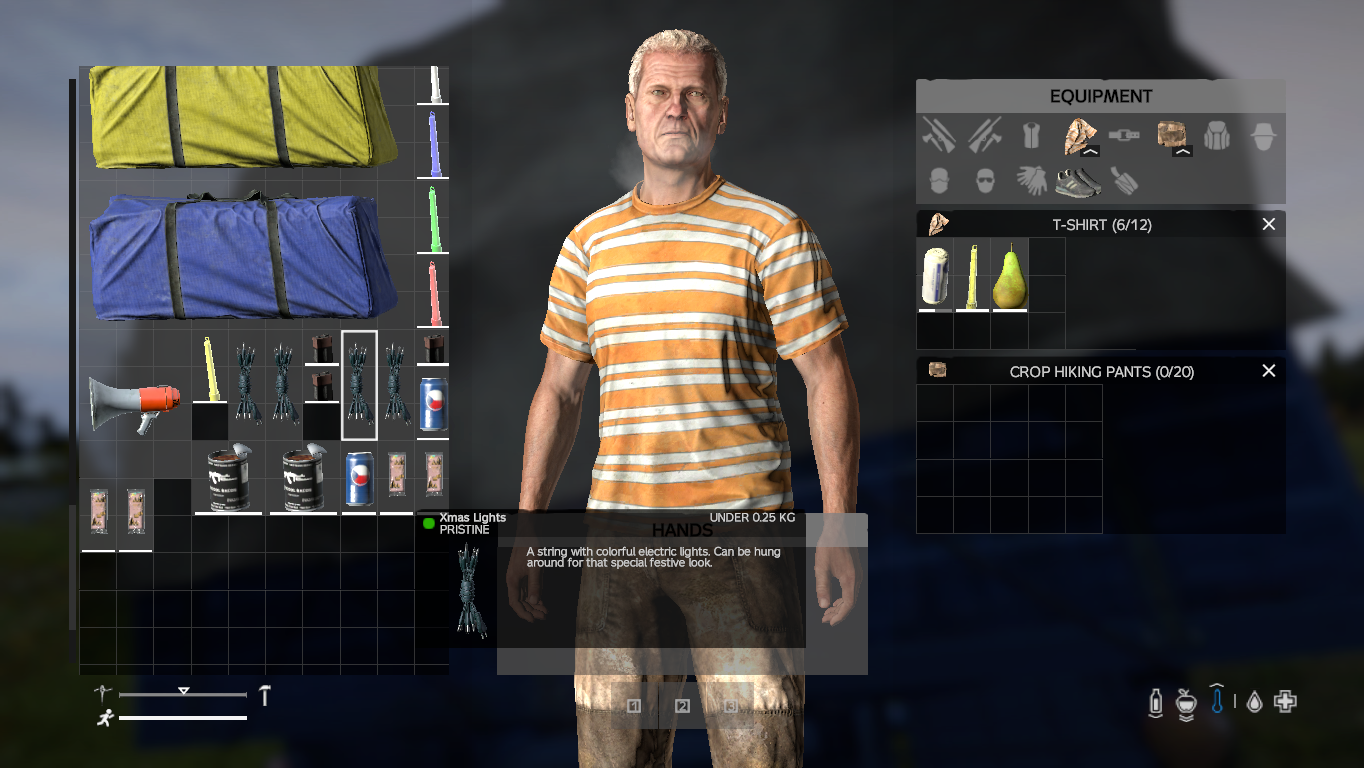 EQUIPMENT
T-SHIRT (6/12)
CROP HIKING PANTS (0/20)
Xmas Lights
UNDER 0.25 KG
PRISTINE
HANDS
A string with colorful electric lights. Can be hung
around for that special festive look.
1
2
3